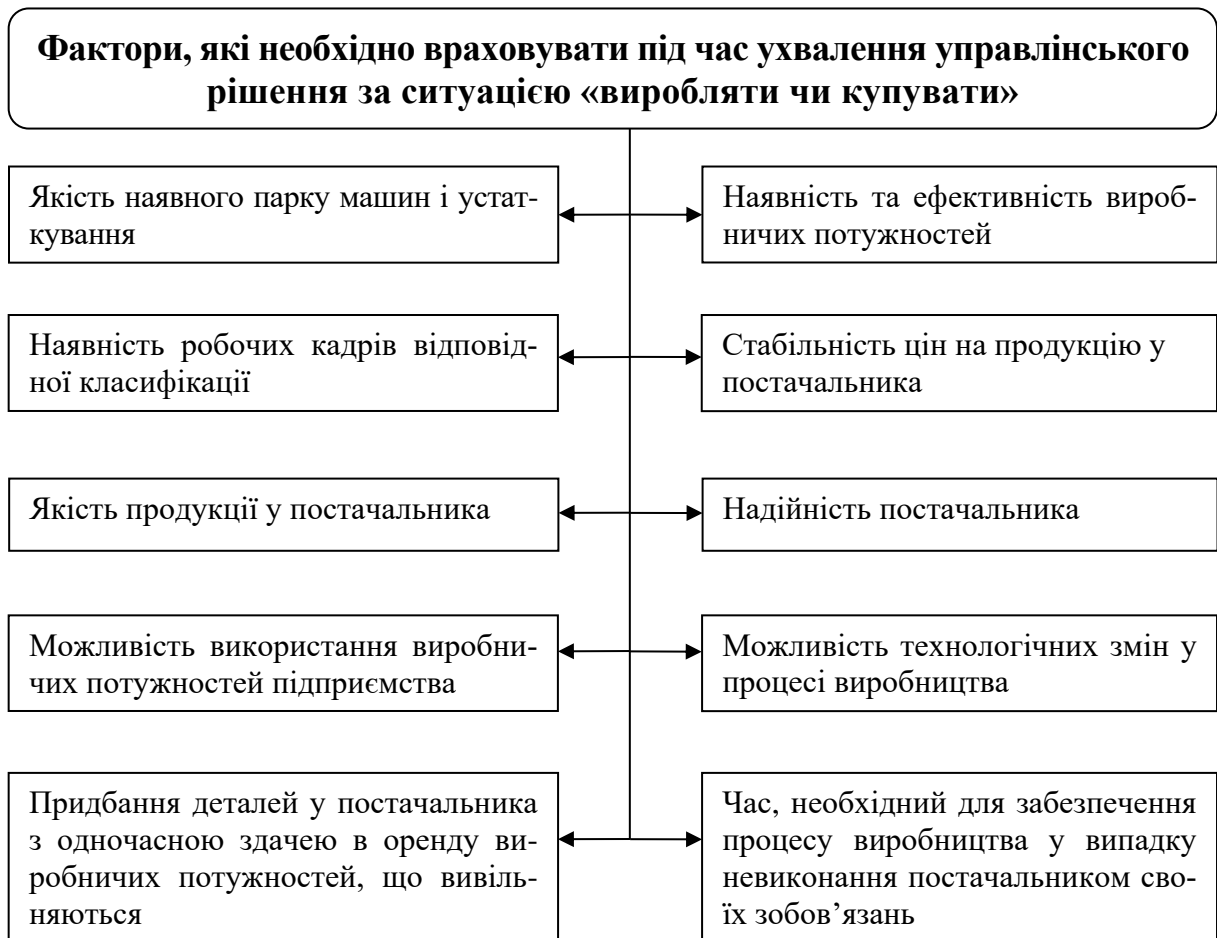 Фактори, які необхідно враховувати під час ухвалення управлінського
рішення за ситуацією «виробляти чи купувати»
Якість наявного парку машин і устат-
кування
Наявність та ефективність вироб-
ничих потужностей
Наявність робочих кадрів відповід-
ної класифікації
Стабільність цін на продукцію у
постачальника
Якість продукції у постачальника
Надійність постачальника
Можливість використання виробни-
чих потужностей підприємства
Можливість технологічних змін у
процесі виробництва
Придбання деталей у постачальника
з одночасною здачею в оренду ви-
робничих потужностей, що вивіль-
няються
Час, необхідний для забезпечення
процесу виробництва у випадку
невиконання постачальником сво-
їх зобов’язань